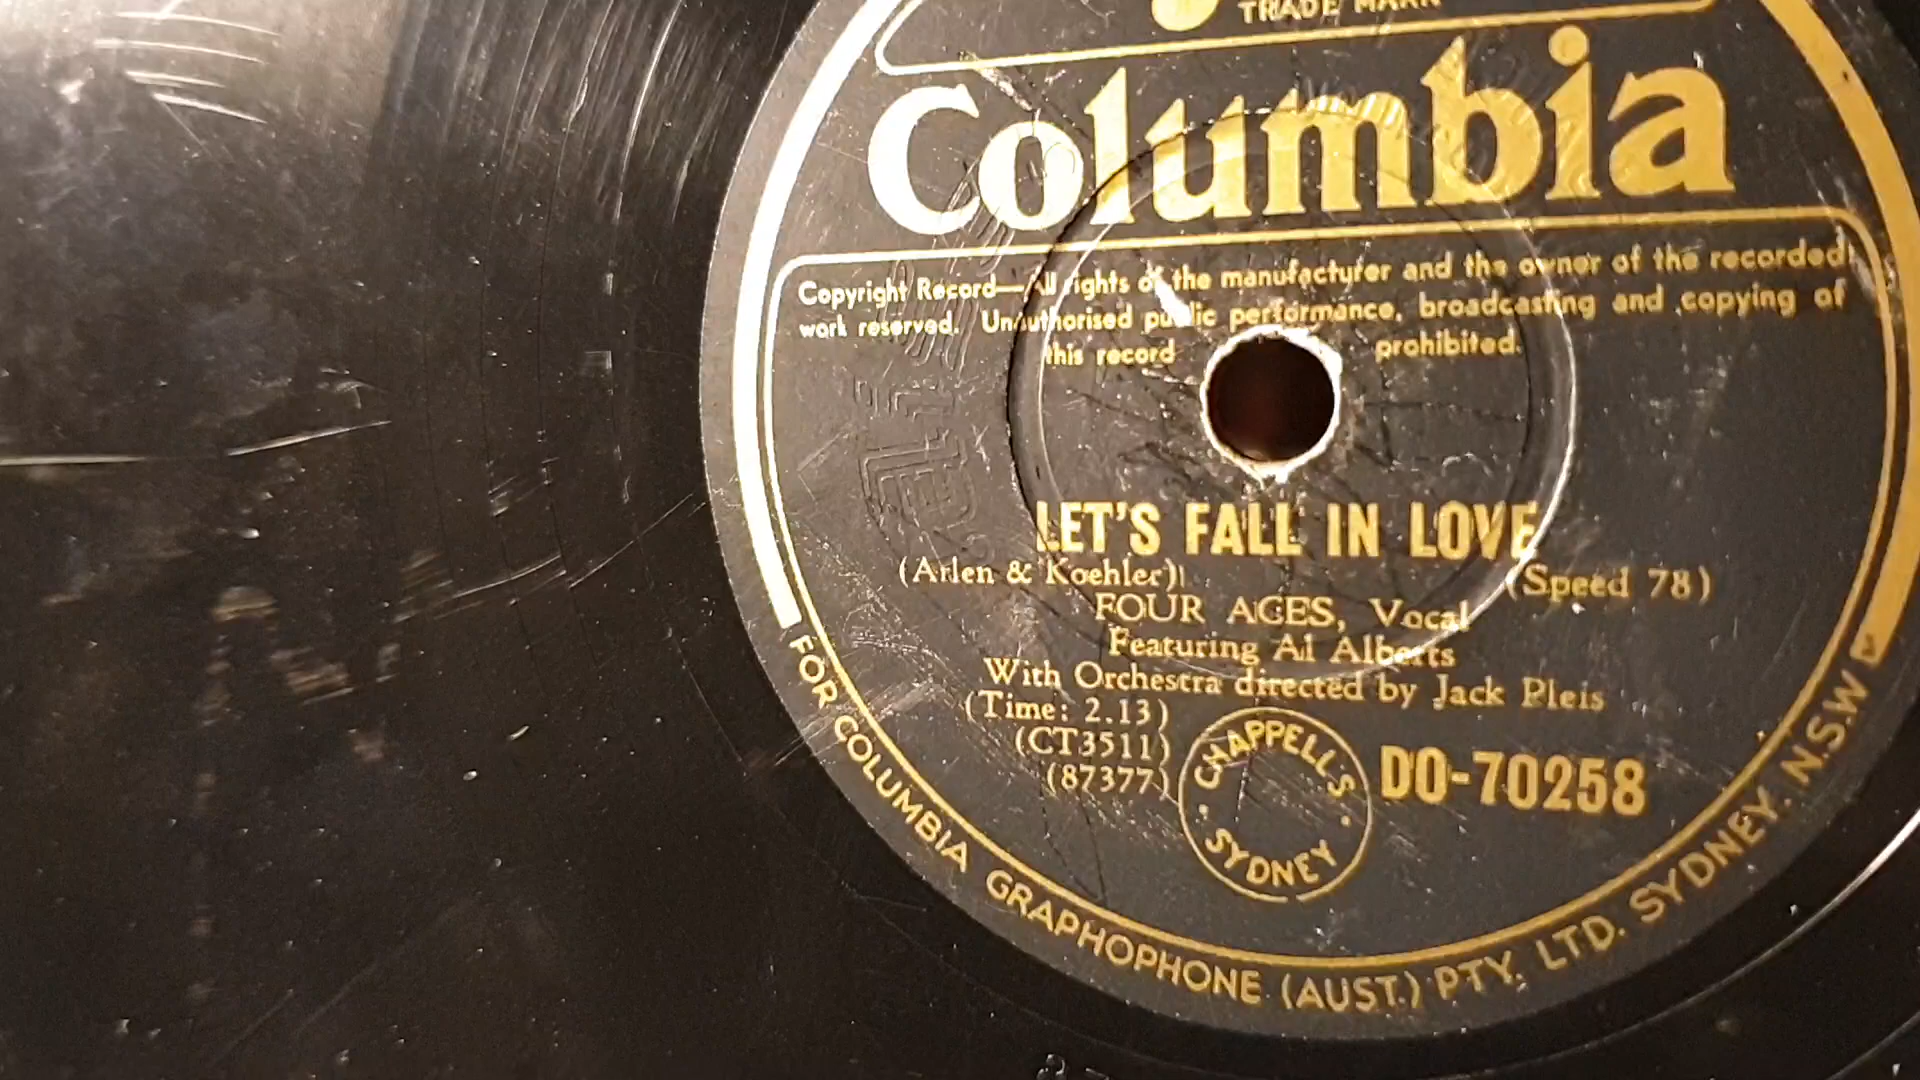 TRADE MARK
Columbia
Copyright Record—All rights of the manufacturer and the owner of the recorded
work reserved. Unauthorised public performance, broadcasting and copying of
this record prohibited.
LET'S FALL IN LOVE
(Arlen & Koehler) (Speed 78)
FOUR ACES, Vocal
Featuring Al Alberts
With Orchestra directed by Jack Pleis
(Time: 2.13)
(CT3511)
(87377)
CHAPPELLS
SYDNEY
DO-70258
FOR COLUMBIA GRAPHOPHONE (AUST.) PTY. LTD. SYDNEY. N.S.W